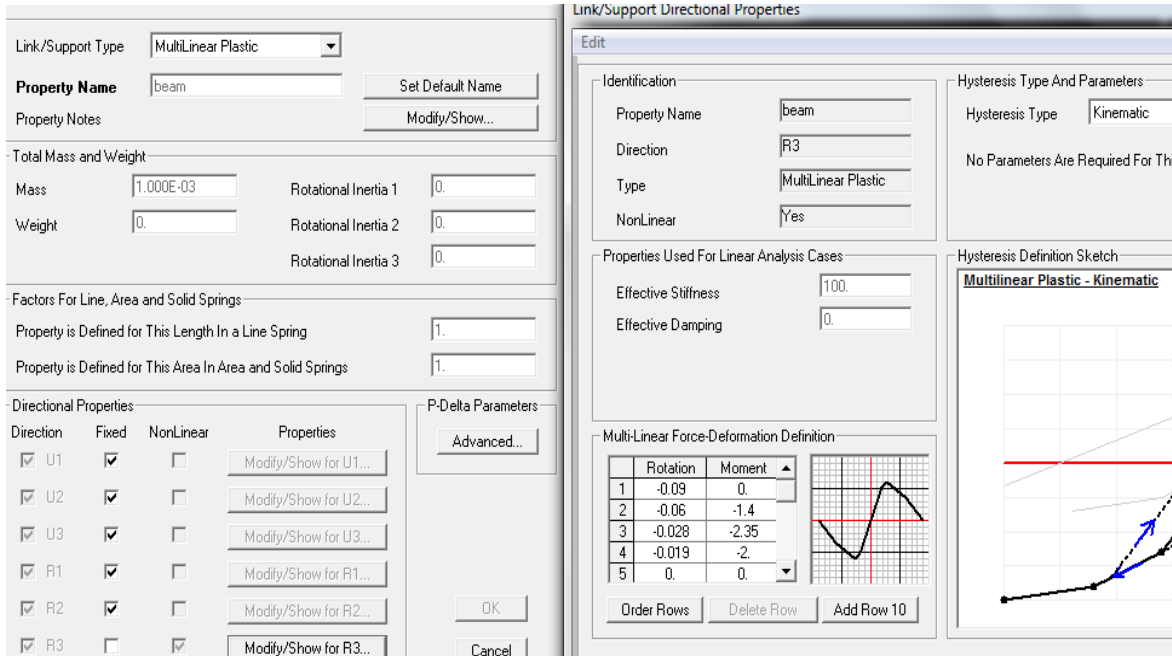 Link/Support Type MultiLinear Plastic
Property Name beam Set Default Name
Property Notes Modify/Show...
Total Mass and Weight
Mass 1.000E-03 Rotational Inertia 1 0.
Weight 0. Rotational Inertia 2 0.
Rotational Inertia 3 0.
Factors For Line, Area and Solid Springs
Property is Defined for This Length In a Line Spring 1.
Property is Defined for This Area In Area and Solid Springs 1.
Directional Properties
Direction Fixed NonLinear Properties
U1 Modify/Show for U1...
U2 Modify/Show for U2...
U3 Modify/Show for U3...
R1 Modify/Show for R1...
R2 Modify/Show for R2...
R3 Modify/Show for R3...
P-Delta Parameters
Advanced...
OK
Cancel
Link/Support Directional Properties
Edit
Identification
Property Name beam
Direction R3
Type MultiLinear Plastic
NonLinear Yes
Hysteresis Type And Parameters
Hysteresis Type Kinematic
No Parameters Are Required For Thi
Properties Used For Linear Analysis Cases
Effective Stiffness 100.
Effective Damping 0.
Hysteresis Definition Sketch
Multilinear Plastic - Kinematic
Multi-Linear Force-Deformation Definition
Rotation Moment
1 -0.09 0.
2 -0.06 -1.4
3 -0.028 -2.35
4 -0.019 -2.
5 0. 0.
Order Rows Delete Row Add Row 10